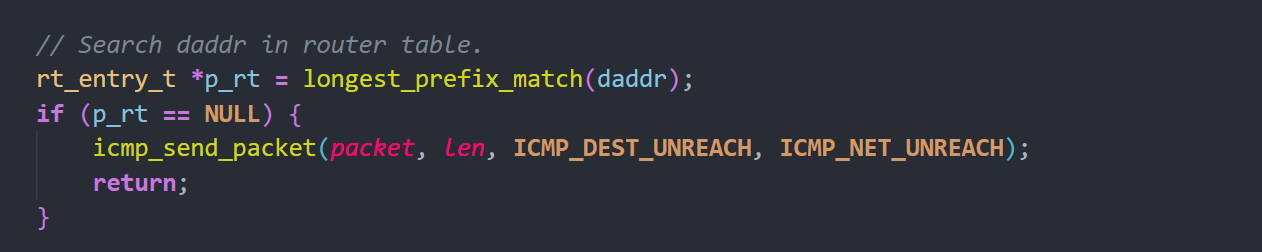 // Search daddr in router table.
rt_entry_t *p_rt = longest_prefix_match(daddr);
if (p_rt == NULL) {
    icmp_send_packet(packet, len, ICMP_DEST_UNREACH, ICMP_NET_UNREACH);
    return;
}